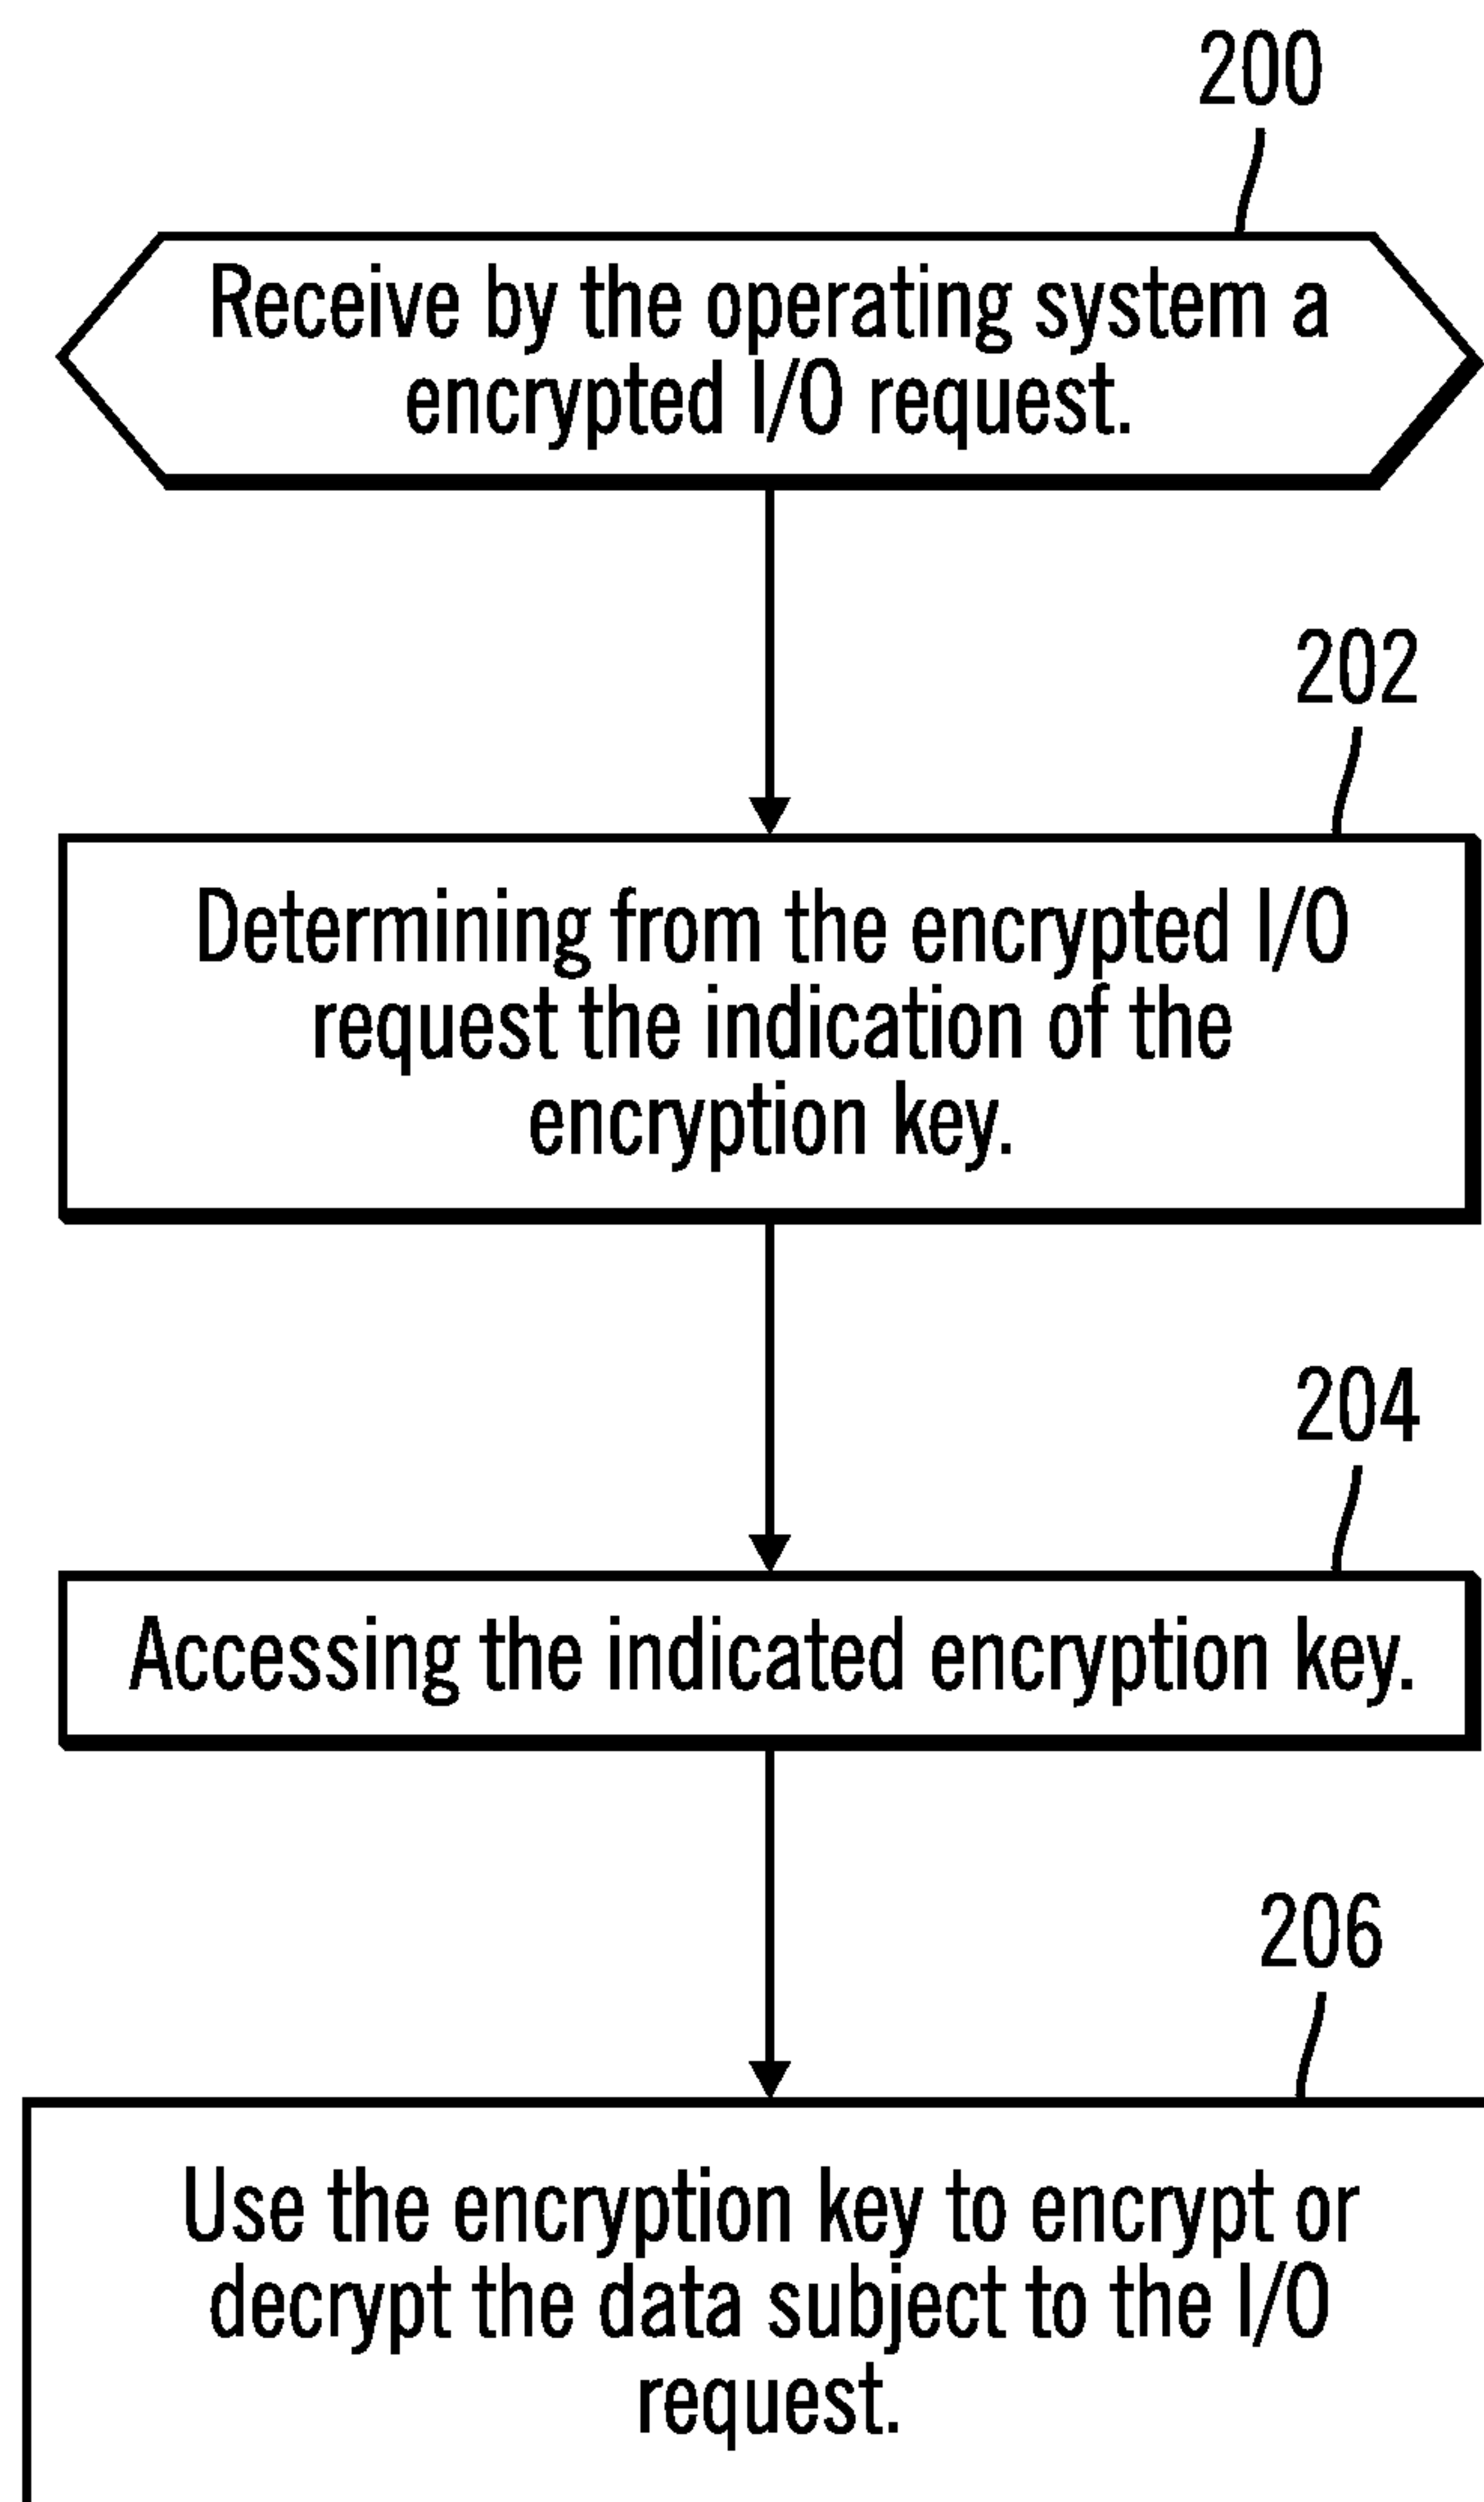 200
Receive by the operating system a
encrypted I/O request.
202
Determining from the encrypted I/O
request the indication of the
encryption key.
204
Accessing the indicated encryption key.
206
Use the encryption key to encrypt or
decrypt the data subject to the I/O
request.